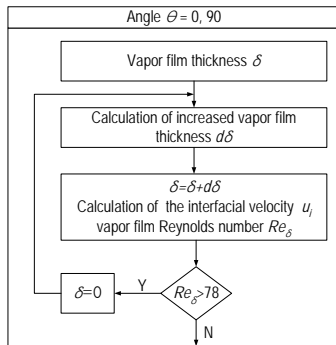 Angle Θ = 0, 90
Vapor film thickness δ
Calculation of increased vapor film
thickness dδ
δ=δ+dδ
Calculation of the interfacial velocity uᵢ
vapor film Reynolds number Re_δ
δ=0
Y
Re_δ>78
N